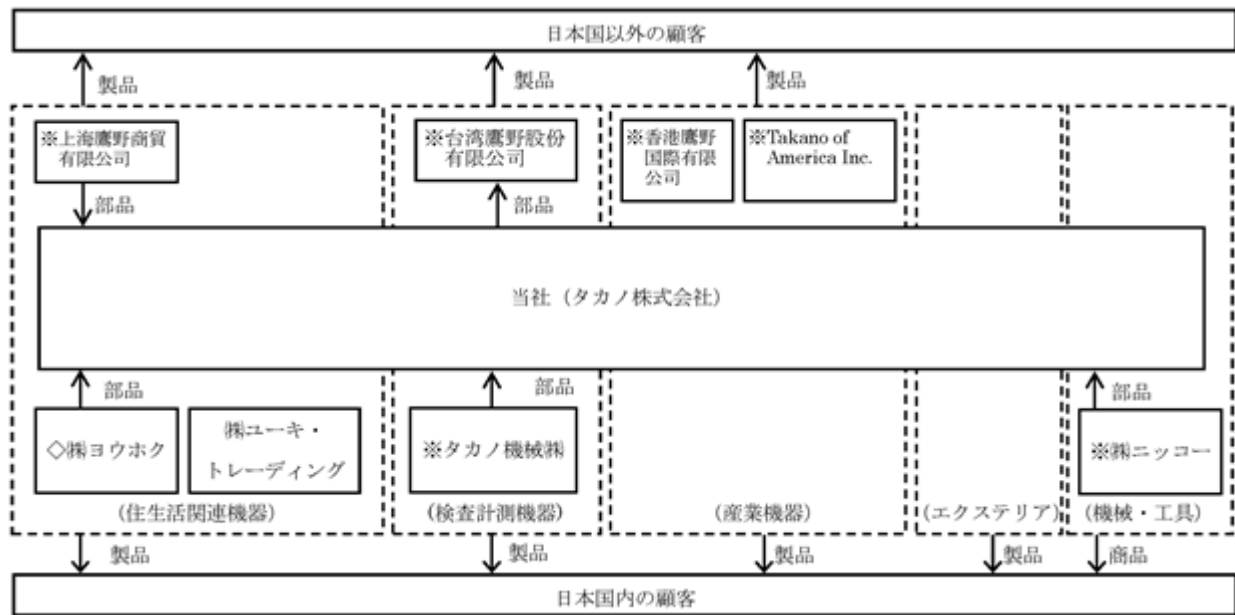 日本国以外の顧客
製品
製品
製品
※上海鷹野商貿
有限公司
※台湾鷹野股份
有限公司
※香港鷹野
国際有限
公司
※Takano of
America Inc.
部品
部品
当社（タカノ株式会社）
部品
部品
部品
◇㈱ヨウホク
㈱ユーキ・
トレーディング
※タカノ機械㈱
※㈱ニッコー
(住生活関連機器)
(検査計測機器)
(産業機器)
(エクステリア)
(機械・工具)
製品
製品
製品
製品
商品
日本国内の顧客